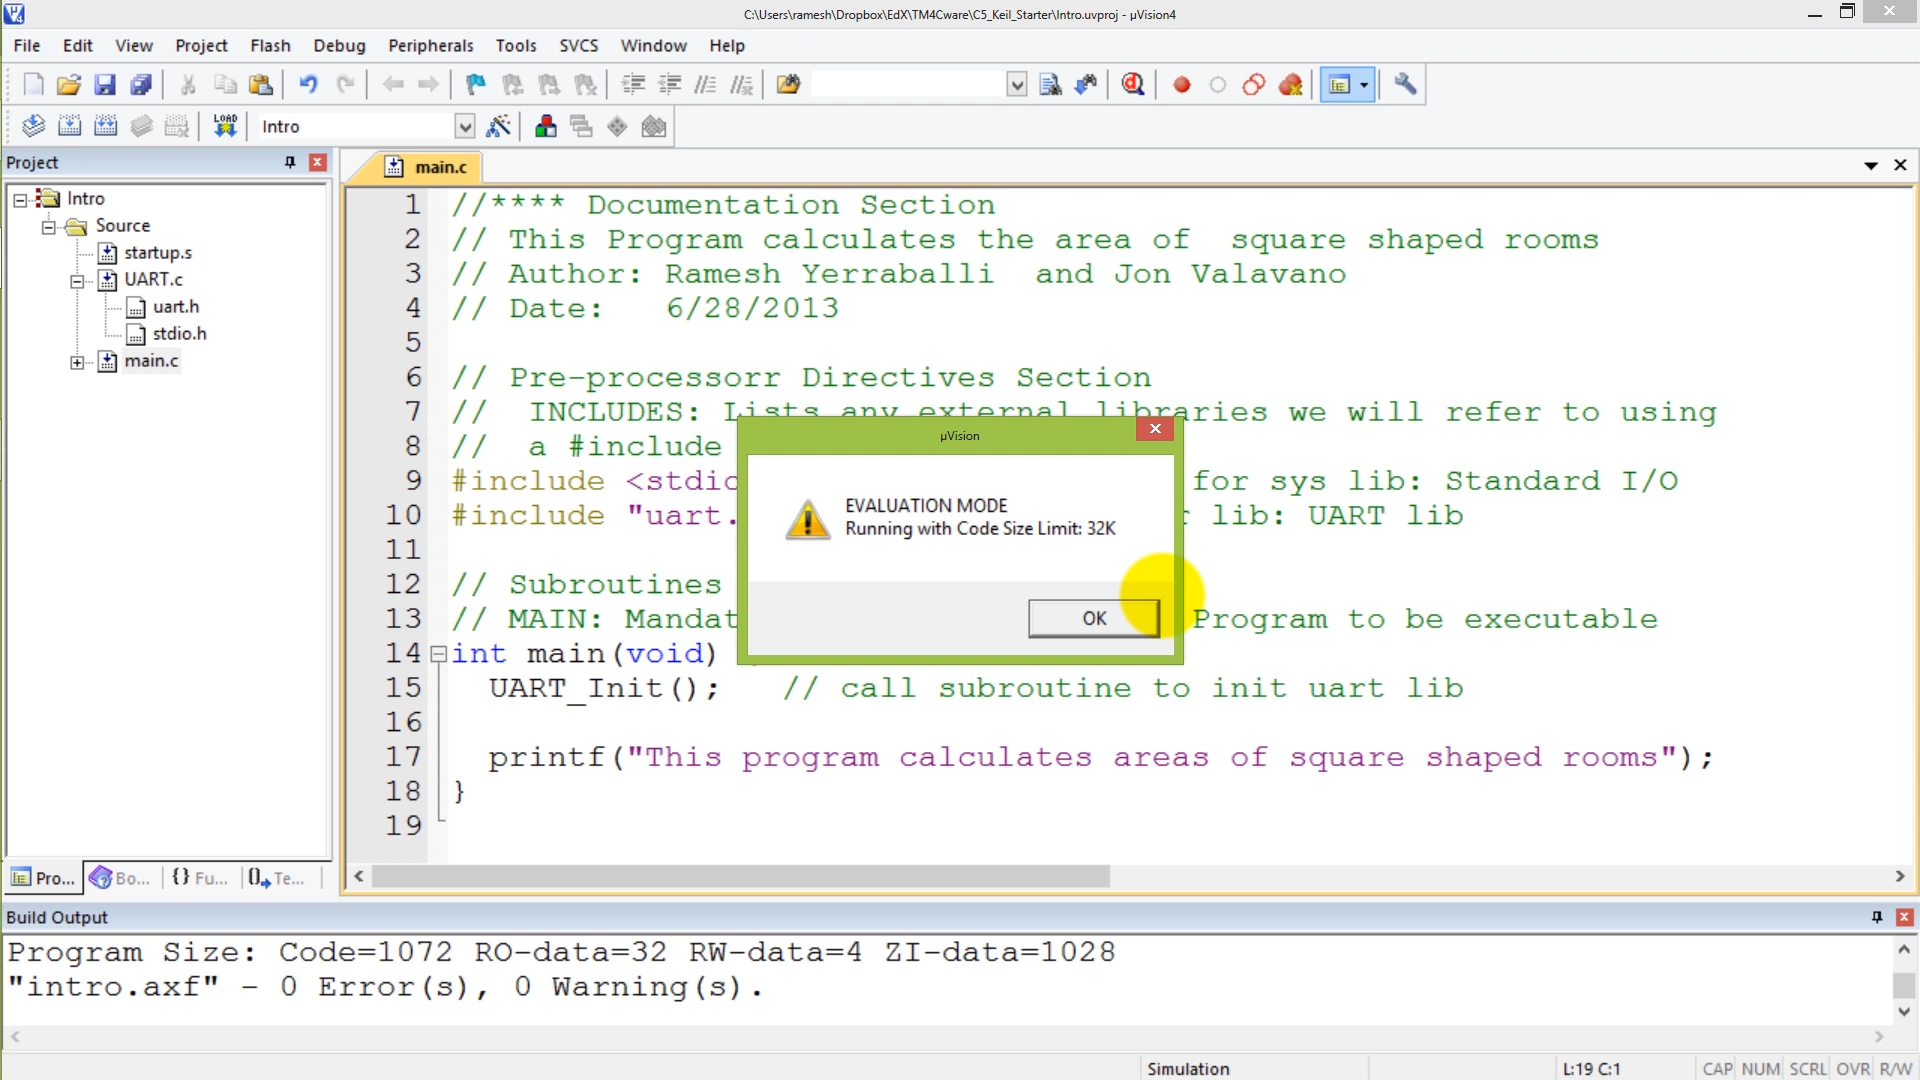 C:\Users\ramesh\Dropbox\EdX\TM4Cware\C5_Keil_Starter\Intro.uvproj - µVision4
File Edit View Project Flash Debug Peripherals Tools SVCS Window Help
LOAD Intro
Project
main.c
Intro
Source
startup.s
UART.c
uart.h
stdio.h
main.c
1 //**** Documentation Section
2 // This Program calculates the area of  square shaped rooms
3 // Author: Ramesh Yerraballi  and Jon Valavano
4 // Date:   6/28/2013
5
6 // Pre-processorr Directives Section
7 //  INCLUDES: Lists any external libraries we will refer to using
8 //  a #include
9 #include <stdio for sys lib: Standard I/O
10 #include "uart. lib: UART lib
11
12 // Subroutines
13 // MAIN: Mandat Program to be executable
14 int main(void)
15 UART_Init();   // call subroutine to init uart lib
16
17 printf("This program calculates areas of square shaped rooms");
18 }
19
µVision
EVALUATION MODE
Running with Code Size Limit: 32K
OK
Pro... Bo... {} Fu... Te...
Build Output
Program Size: Code=1072 RO-data=32 RW-data=4 ZI-data=1028
"intro.axf" - 0 Error(s), 0 Warning(s).
Simulation L:19 C:1 CAP NUM SCRL OVR R/W